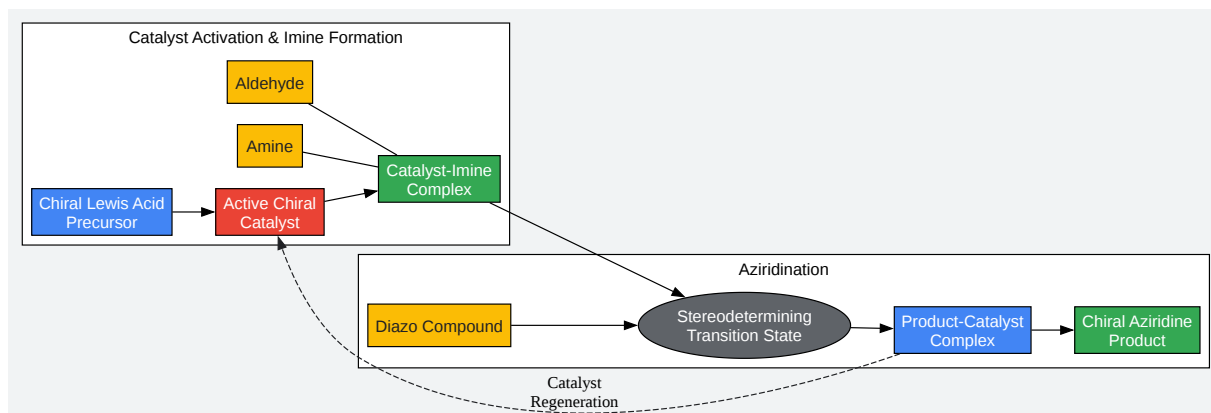 Catalyst Activation & Imine Formation
Aldehyde
Amine
Catalyst-Imine
Complex
Chiral Lewis Acid
Precursor
Active Chiral
Catalyst
Aziridination
Diazo Compound
Stereodetermining
Transition State
Product-Catalyst
Complex
Chiral Aziridine
Product
Catalyst
Regeneration